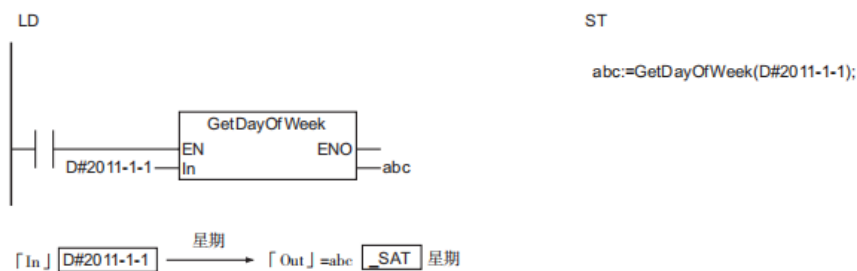 LD
ST
abc:=GetDayOfWeek(D#2011-1-1);
GetDayOfWeek
EN
ENO
D#2011-1-1
In
abc
星期
「In」 D#2011-1-1
「Out」=abc _SAT 星期